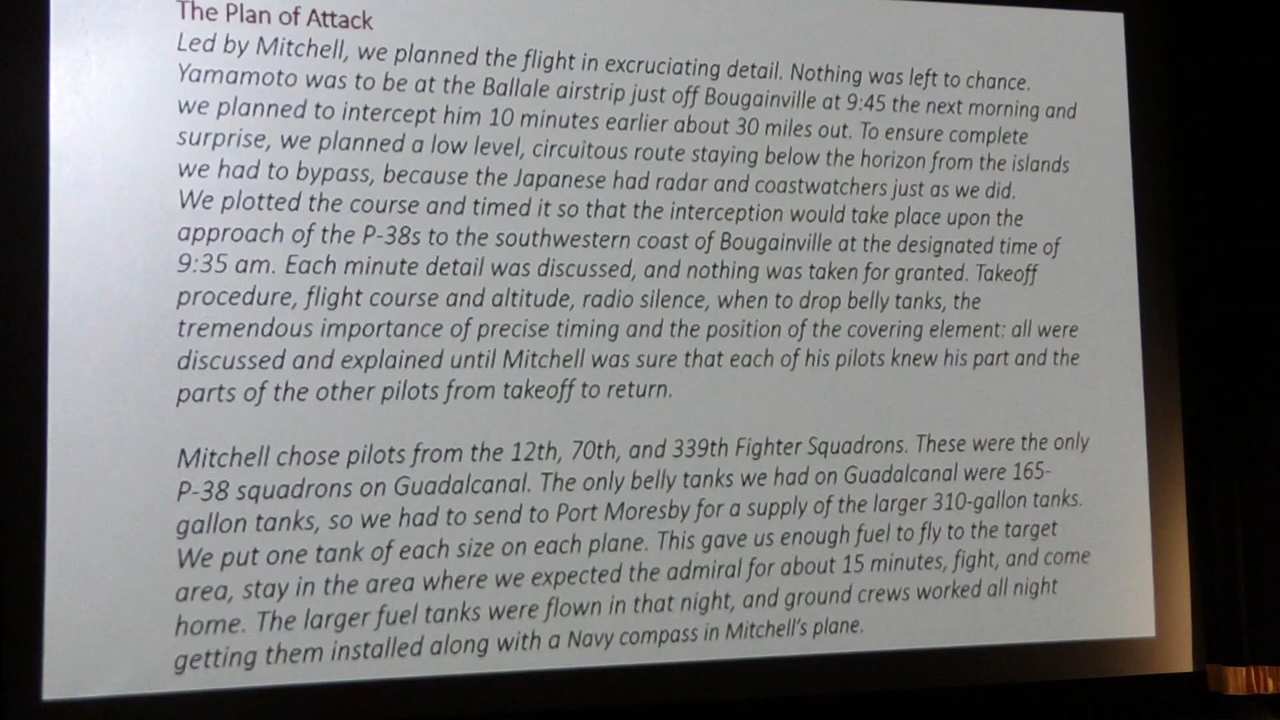 The Plan of Attack
Led by Mitchell, we planned the flight in excruciating detail. Nothing was left to chance.
Yamamoto was to be at the Ballale airstrip just off Bougainville at 9:45 the next morning and
we planned to intercept him 10 minutes earlier about 30 miles out. To ensure complete
surprise, we planned a low level, circuitous route staying below the horizon from the islands
we had to bypass, because the Japanese had radar and coastwatchers just as we did.
We plotted the course and timed it so that the interception would take place upon the
approach of the P-38s to the southwestern coast of Bougainville at the designated time of
9:35 am. Each minute detail was discussed, and nothing was taken for granted. Takeoff
procedure, flight course and altitude, radio silence, when to drop belly tanks, the
tremendous importance of precise timing and the position of the covering element: all were
discussed and explained until Mitchell was sure that each of his pilots knew his part and the
parts of the other pilots from takeoff to return.
Mitchell chose pilots from the 12th, 70th, and 339th Fighter Squadrons. These were the only
P-38 squadrons on Guadalcanal. The only belly tanks we had on Guadalcanal were 165-
gallon tanks, so we had to send to Port Moresby for a supply of the larger 310-gallon tanks.
We put one tank of each size on each plane. This gave us enough fuel to fly to the target
area, stay in the area where we expected the admiral for about 15 minutes, fight, and come
home. The larger fuel tanks were flown in that night, and ground crews worked all night
getting them installed along with a Navy compass in Mitchell's plane.